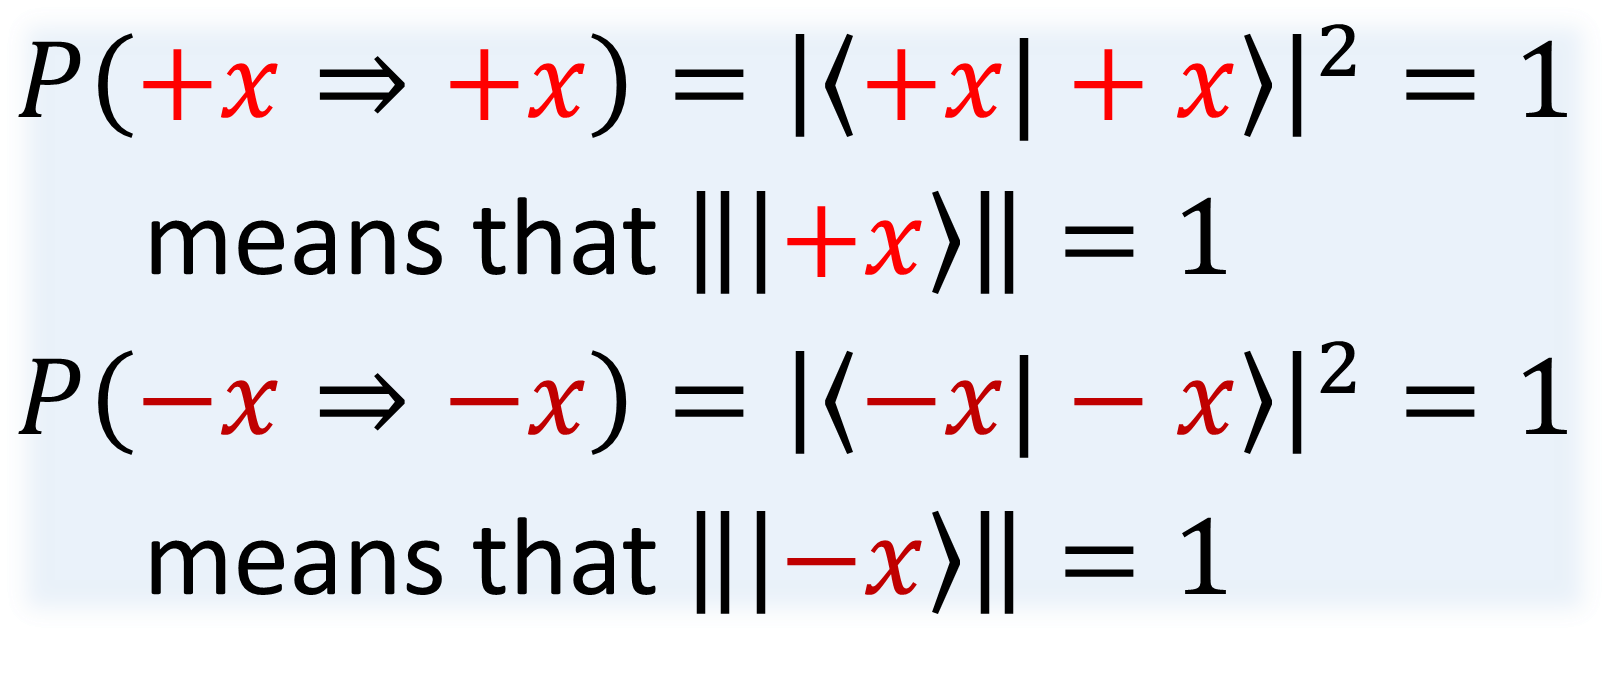 P(+x ⇒ +x) = |⟨+x| + x⟩|² = 1
means that ‖|+x⟩‖ = 1
P(−x ⇒ −x) = |⟨−x| − x⟩|² = 1
means that ‖|−x⟩‖ = 1